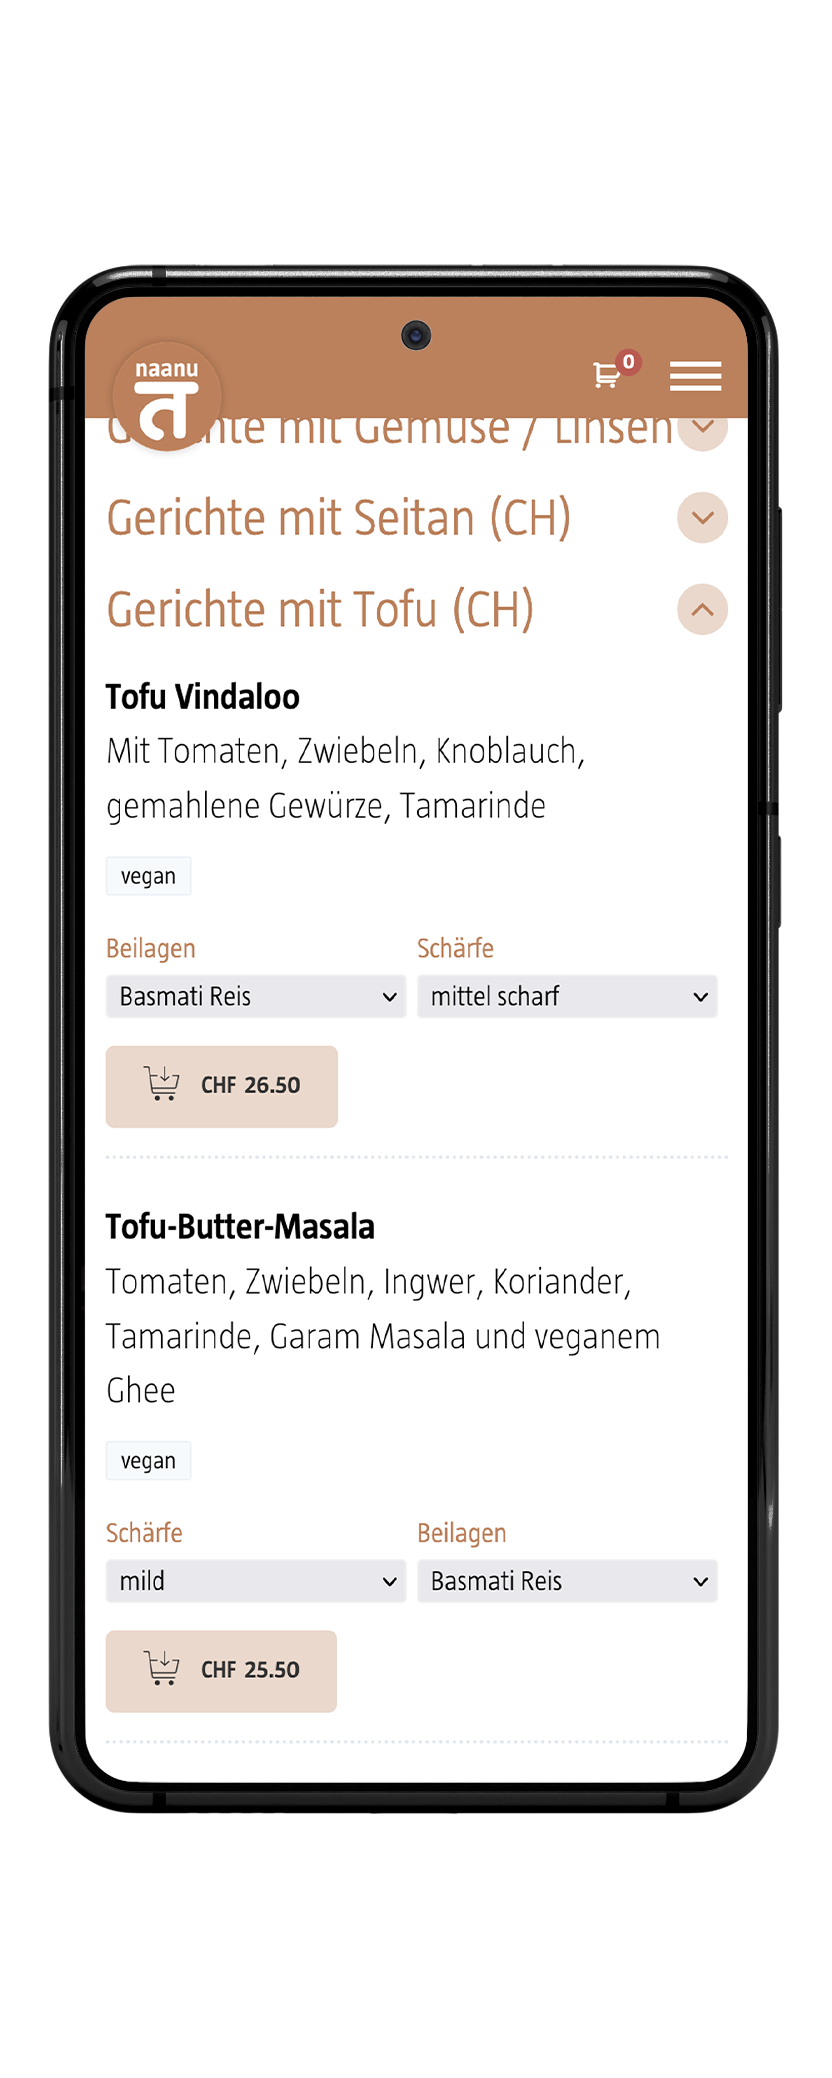 naanu
त
0
Gerichte mit Gemüse / Linsen
Gerichte mit Seitan (CH)
Gerichte mit Tofu (CH)
Tofu Vindaloo
Mit Tomaten, Zwiebeln, Knoblauch,
gemahlene Gewürze, Tamarinde
vegan
Beilagen Schärfe
Basmati Reis mittel scharf
CHF 26.50
Tofu-Butter-Masala
Tomaten, Zwiebeln, Ingwer, Koriander,
Tamarinde, Garam Masala und veganem
Ghee
vegan
Schärfe Beilagen
mild Basmati Reis
CHF 25.50